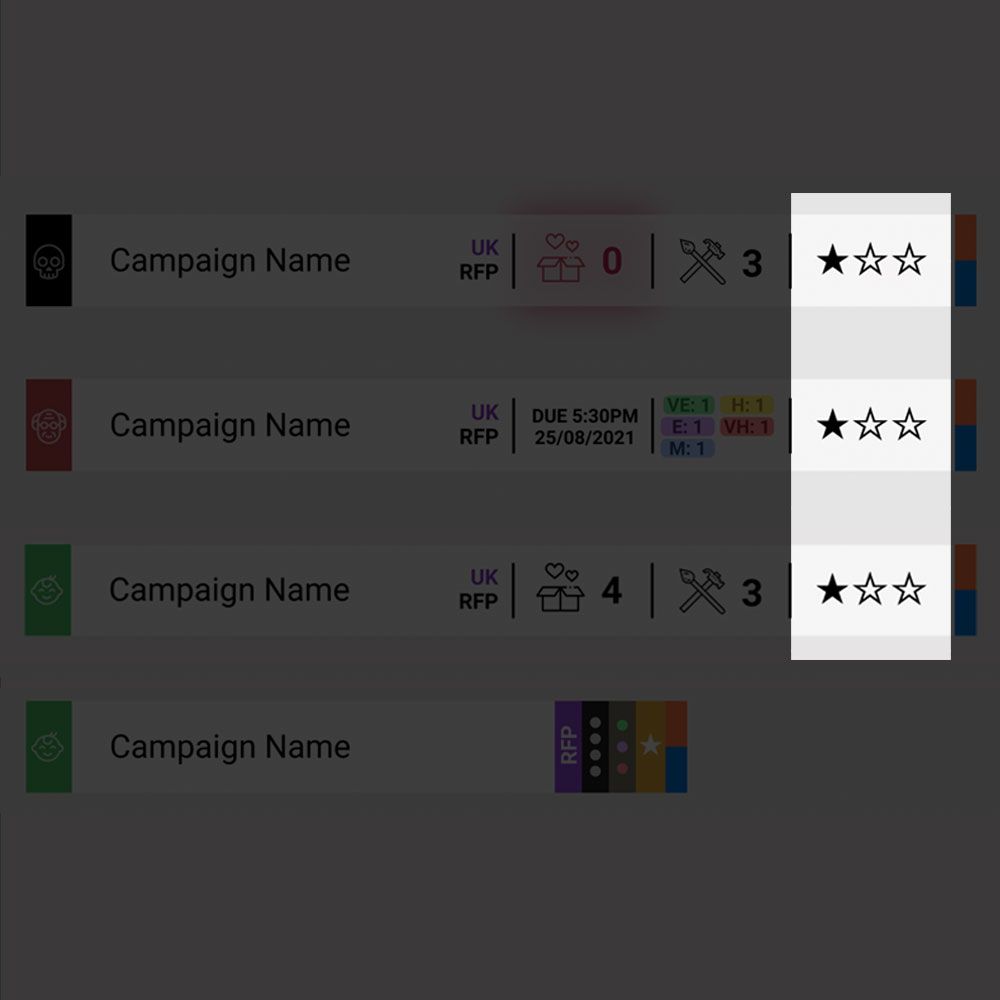 Campaign Name UK RFP 0 3 ★☆☆
Campaign Name UK RFP DUE 5:30PM 25/08/2021 VE: 1 H: 1 E: 1 VH: 1 M: 1 ★☆☆
Campaign Name UK RFP 4 3 ★☆☆
Campaign Name RFP